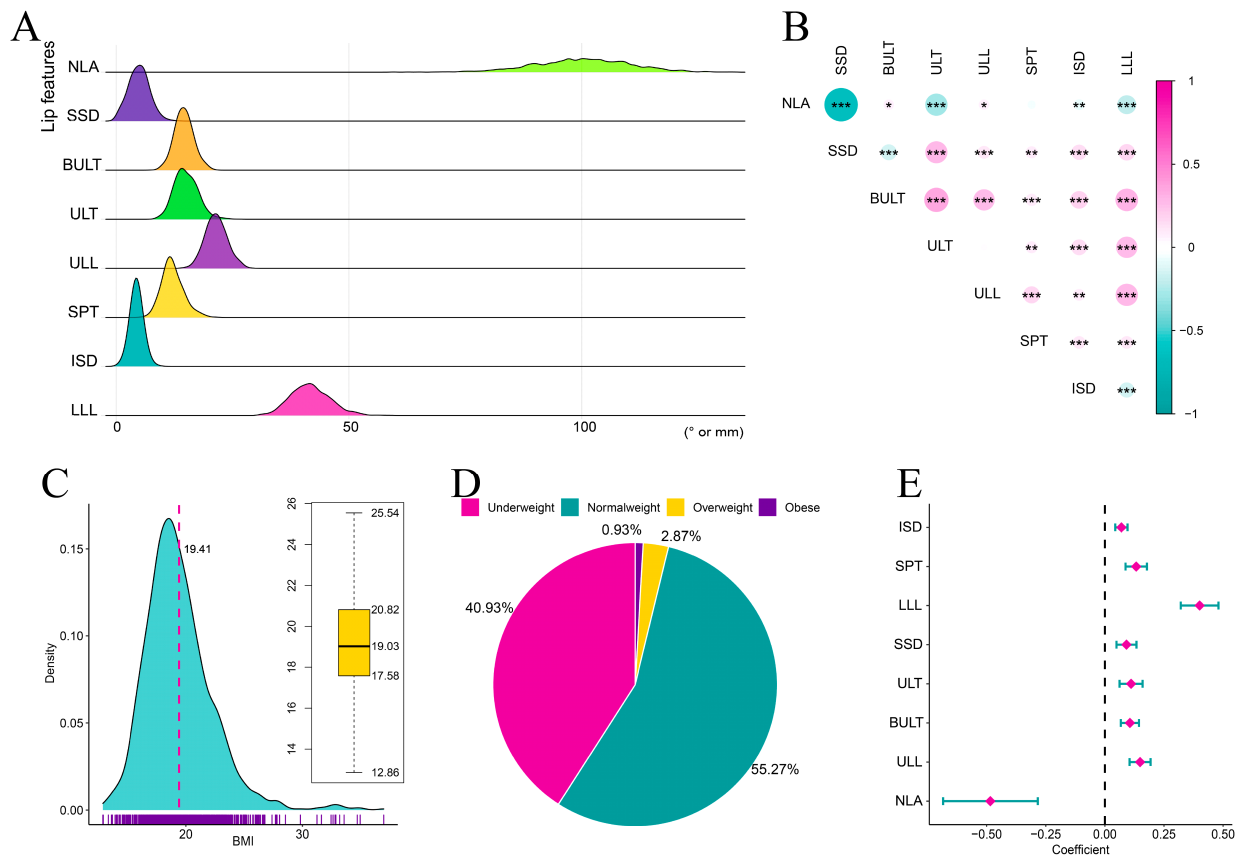 A
Lip features
NLA
SSD
BULT
ULT
ULL
SPT
ISD
LLL
0
50
100
(° or mm)
B
SSD BULT ULT ULL SPT ISD LLL
NLA *** * *** * ** ***
SSD *** *** *** ** *** ***
BULT *** *** *** *** ***
ULT ** *** ***
ULL *** ** ***
SPT *** ***
ISD ***
1
0.5
0
−0.5
−1
C
Density
0.15
0.10
0.05
0.00
19.41
20
30
BMI
26
24
22
20
18
16
14
25.54
20.82
19.03
17.58
12.86
D
Underweight Normalweight Overweight Obese
0.93%
2.87%
40.93%
55.27%
E
ISD
SPT
LLL
SSD
ULT
BULT
ULL
NLA
−0.50 −0.25 0.00 0.25 0.50
Coefficient